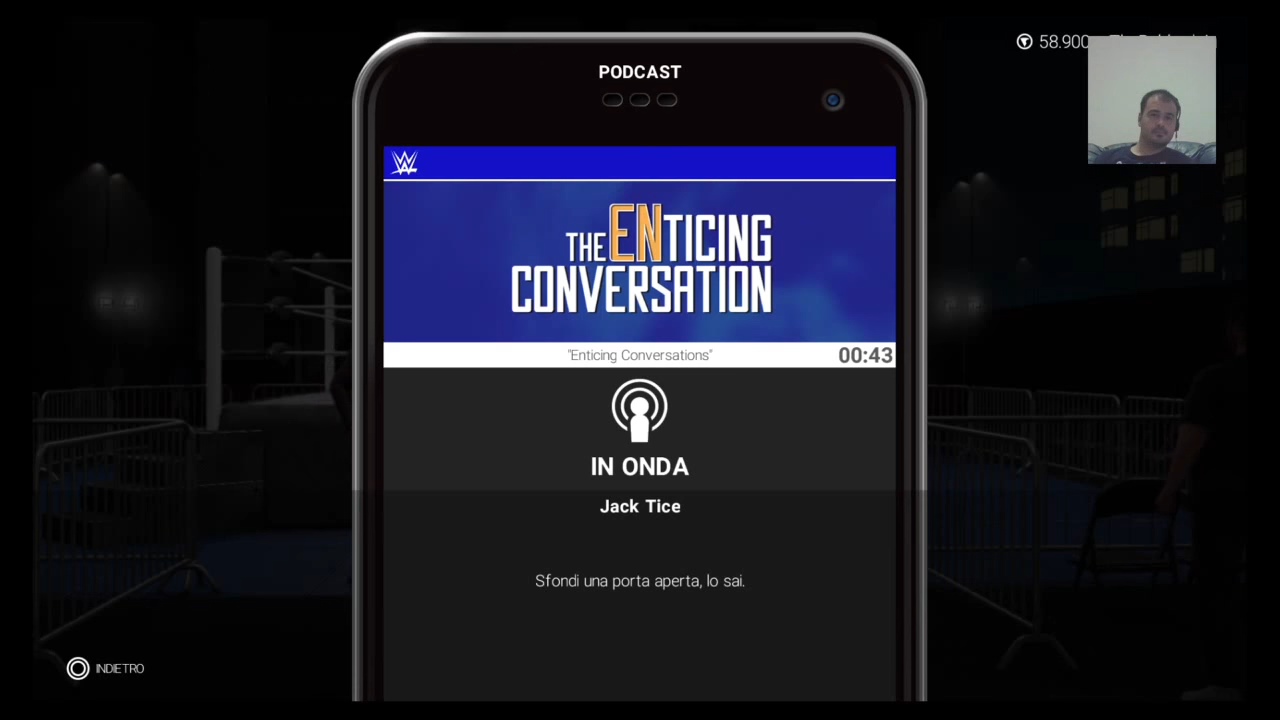 PODCAST
58.900
W
THE ENTICING
CONVERSATION
"Enticing Conversations"
00:43
IN ONDA
Jack Tice
Sfondi una porta aperta, lo sai.
INDIETRO